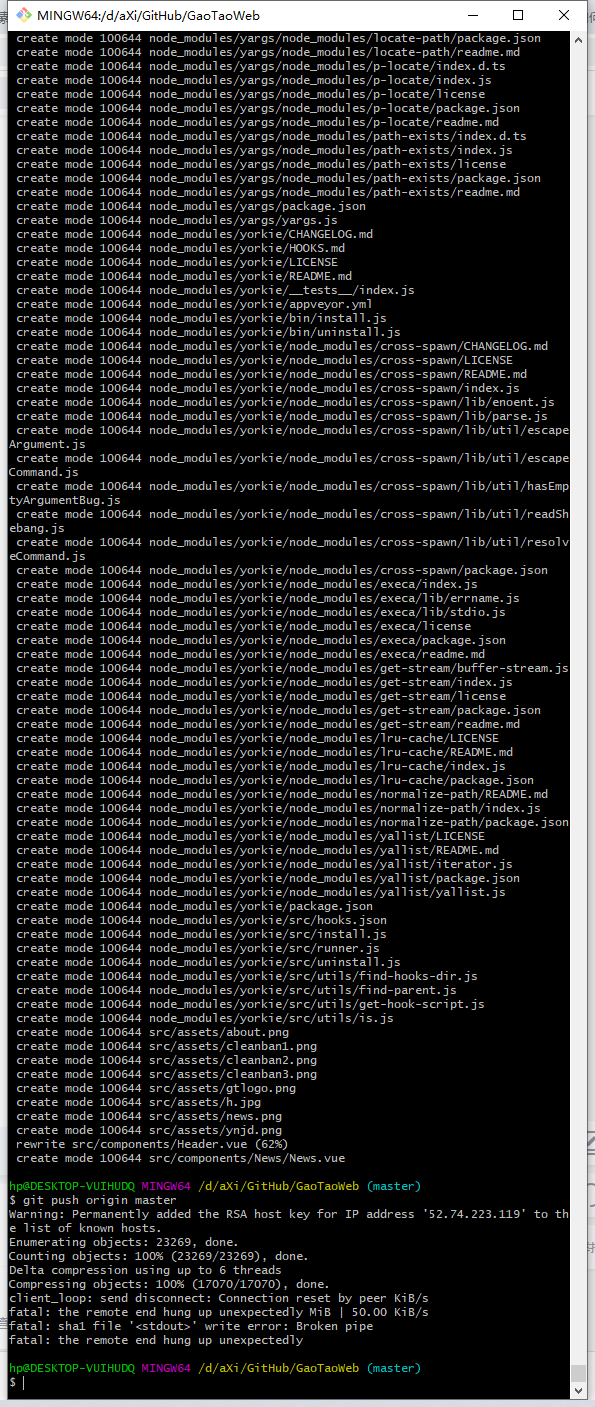 MINGW64:/d/aXi/GitHub/GaoTaoWeb
create mode 100644 node_modules/yargs/node_modules/locate-path/package.json
create mode 100644 node_modules/yargs/node_modules/locate-path/readme.md
create mode 100644 node_modules/yargs/node_modules/p-locate/index.d.ts
create mode 100644 node_modules/yargs/node_modules/p-locate/index.js
create mode 100644 node_modules/yargs/node_modules/p-locate/license
create mode 100644 node_modules/yargs/node_modules/p-locate/package.json
create mode 100644 node_modules/yargs/node_modules/p-locate/readme.md
create mode 100644 node_modules/yargs/node_modules/path-exists/index.d.ts
create mode 100644 node_modules/yargs/node_modules/path-exists/index.js
create mode 100644 node_modules/yargs/node_modules/path-exists/license
create mode 100644 node_modules/yargs/node_modules/path-exists/package.json
create mode 100644 node_modules/yargs/node_modules/path-exists/readme.md
create mode 100644 node_modules/yargs/package.json
create mode 100644 node_modules/yargs/yargs.js
create mode 100644 node_modules/yorkie/CHANGELOG.md
create mode 100644 node_modules/yorkie/HOOKS.md
create mode 100644 node_modules/yorkie/LICENSE
create mode 100644 node_modules/yorkie/README.md
create mode 100644 node_modules/yorkie/__tests__/index.js
create mode 100644 node_modules/yorkie/appveyor.yml
create mode 100644 node_modules/yorkie/bin/install.js
create mode 100644 node_modules/yorkie/bin/uninstall.js
create mode 100644 node_modules/yorkie/node_modules/cross-spawn/CHANGELOG.md
create mode 100644 node_modules/yorkie/node_modules/cross-spawn/LICENSE
create mode 100644 node_modules/yorkie/node_modules/cross-spawn/README.md
create mode 100644 node_modules/yorkie/node_modules/cross-spawn/index.js
create mode 100644 node_modules/yorkie/node_modules/cross-spawn/lib/enoent.js
create mode 100644 node_modules/yorkie/node_modules/cross-spawn/lib/parse.js
create mode 100644 node_modules/yorkie/node_modules/cross-spawn/lib/util/escape
Argument.js
create mode 100644 node_modules/yorkie/node_modules/cross-spawn/lib/util/escape
Command.js
create mode 100644 node_modules/yorkie/node_modules/cross-spawn/lib/util/hasEmp
tyArgumentBug.js
create mode 100644 node_modules/yorkie/node_modules/cross-spawn/lib/util/readSh
ebang.js
create mode 100644 node_modules/yorkie/node_modules/cross-spawn/lib/util/resolv
eCommand.js
create mode 100644 node_modules/yorkie/node_modules/cross-spawn/package.json
create mode 100644 node_modules/yorkie/node_modules/execa/index.js
create mode 100644 node_modules/yorkie/node_modules/execa/lib/errname.js
create mode 100644 node_modules/yorkie/node_modules/execa/lib/stdio.js
create mode 100644 node_modules/yorkie/node_modules/execa/license
create mode 100644 node_modules/yorkie/node_modules/execa/package.json
create mode 100644 node_modules/yorkie/node_modules/execa/readme.md
create mode 100644 node_modules/yorkie/node_modules/get-stream/buffer-stream.js
create mode 100644 node_modules/yorkie/node_modules/get-stream/index.js
create mode 100644 node_modules/yorkie/node_modules/get-stream/license
create mode 100644 node_modules/yorkie/node_modules/get-stream/package.json
create mode 100644 node_modules/yorkie/node_modules/get-stream/readme.md
create mode 100644 node_modules/yorkie/node_modules/lru-cache/LICENSE
create mode 100644 node_modules/yorkie/node_modules/lru-cache/README.md
create mode 100644 node_modules/yorkie/node_modules/lru-cache/index.js
create mode 100644 node_modules/yorkie/node_modules/lru-cache/package.json
create mode 100644 node_modules/yorkie/node_modules/normalize-path/README.md
create mode 100644 node_modules/yorkie/node_modules/normalize-path/index.js
create mode 100644 node_modules/yorkie/node_modules/normalize-path/package.json
create mode 100644 node_modules/yorkie/node_modules/yallist/LICENSE
create mode 100644 node_modules/yorkie/node_modules/yallist/README.md
create mode 100644 node_modules/yorkie/node_modules/yallist/iterator.js
create mode 100644 node_modules/yorkie/node_modules/yallist/package.json
create mode 100644 node_modules/yorkie/node_modules/yallist/yallist.js
create mode 100644 node_modules/yorkie/package.json
create mode 100644 node_modules/yorkie/src/hooks.json
create mode 100644 node_modules/yorkie/src/install.js
create mode 100644 node_modules/yorkie/src/runner.js
create mode 100644 node_modules/yorkie/src/uninstall.js
create mode 100644 node_modules/yorkie/src/utils/find-hooks-dir.js
create mode 100644 node_modules/yorkie/src/utils/find-parent.js
create mode 100644 node_modules/yorkie/src/utils/get-hook-script.js
create mode 100644 node_modules/yorkie/src/utils/is.js
create mode 100644 src/assets/about.png
create mode 100644 src/assets/cleanban1.png
create mode 100644 src/assets/cleanban2.png
create mode 100644 src/assets/cleanban3.png
create mode 100644 src/assets/gtlogo.png
create mode 100644 src/assets/h.jpg
create mode 100644 src/assets/news.png
create mode 100644 src/assets/ynjd.png
rewrite src/components/Header.vue (62%)
create mode 100644 src/components/News/News.vue
hp@DESKTOP-VUIHUDQ MINGW64 /d/aXi/GitHub/GaoTaoWeb (master)
$ git push origin master
Warning: Permanently added the RSA host key for IP address '52.74.223.119' to th
e list of known hosts.
Enumerating objects: 23269, done.
Counting objects: 100% (23269/23269), done.
Delta compression using up to 6 threads
Compressing objects: 100% (17070/17070), done.
client_loop: send disconnect: Connection reset by peer KiB/s
fatal: the remote end hung up unexpectedly MiB | 50.00 KiB/s
fatal: sha1 file '<stdout>' write error: Broken pipe
fatal: the remote end hung up unexpectedly
hp@DESKTOP-VUIHUDQ MINGW64 /d/aXi/GitHub/GaoTaoWeb (master)
$